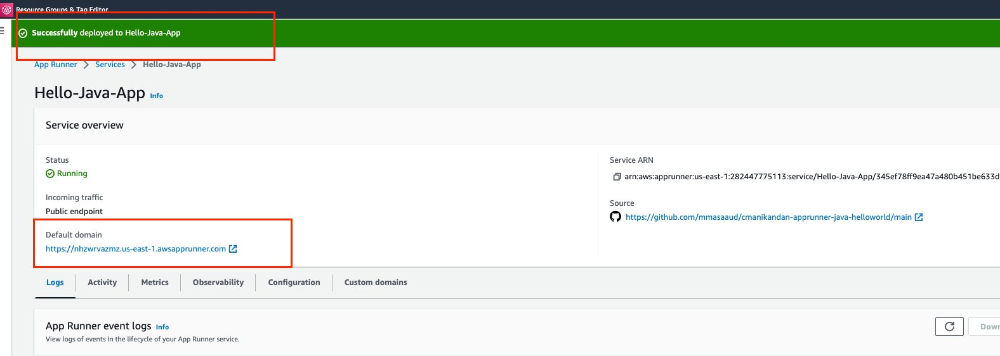 Resource Groups & Tag Editor
Successfully deployed to Hello-Java-App
App Runner > Services > Hello-Java-App
Hello-Java-App Info
Service overview
Status
Running
Incoming traffic
Public endpoint
Default domain
https://nhzwrvazmz.us-east-1.awsapprunner.com
Service ARN
arn:aws:apprunner:us-east-1:282447775113:service/Hello-Java-App/345ef78ff9ea47a480b451be633d
Source
https://github.com/mmasaaud/cmanikandan-apprunner-java-helloworld/main
Logs Activity Metrics Observability Configuration Custom domains
App Runner event logs Info
View logs of events in the lifecycle of your App Runner service.
Down